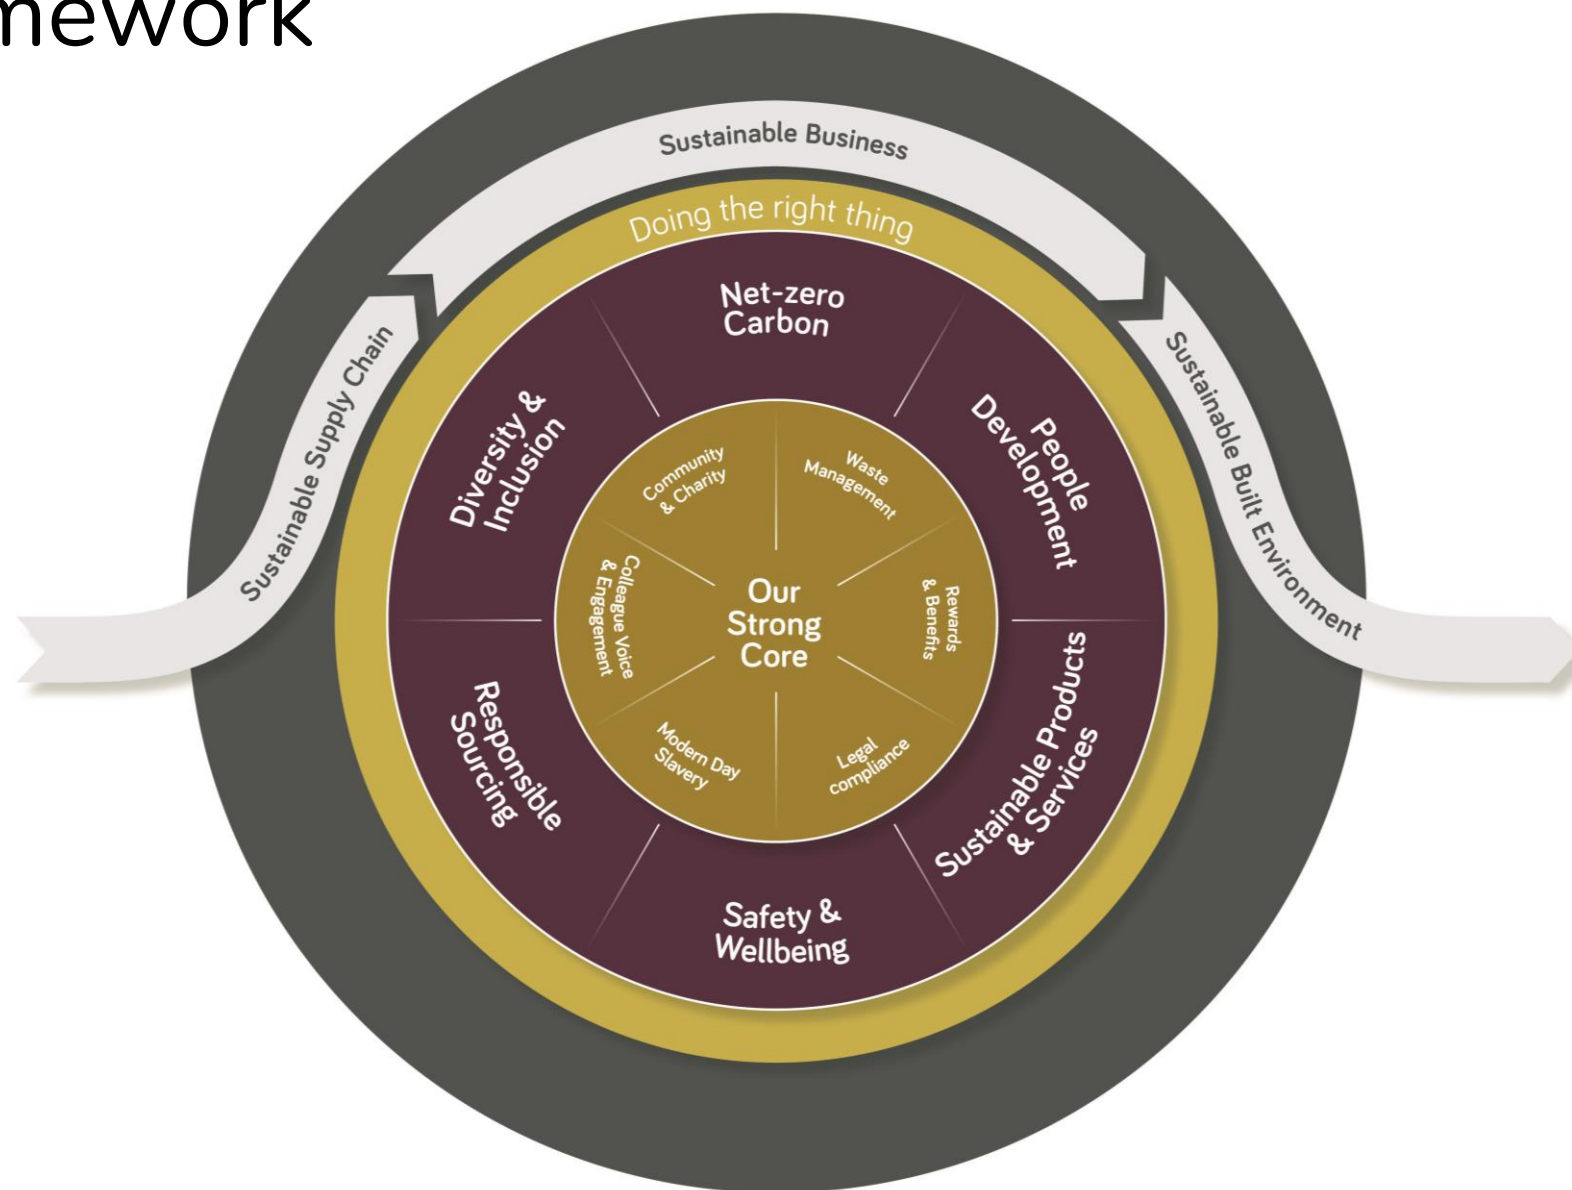 mework
Sustainable Business
Doing the right thing
Sustainable Supply Chain
Sustainable Built Environment
Net-zero
Carbon
People
Development
Sustainable Products
& Services
Safety &
Wellbeing
Responsible
Sourcing
Diversity &
Inclusion
Community
& Charity
Waste
Management
Rewards
& Benefits
Legal
compliance
Modern Day
Slavery
Colleague Voice
& Engagement
Our
Strong
Core